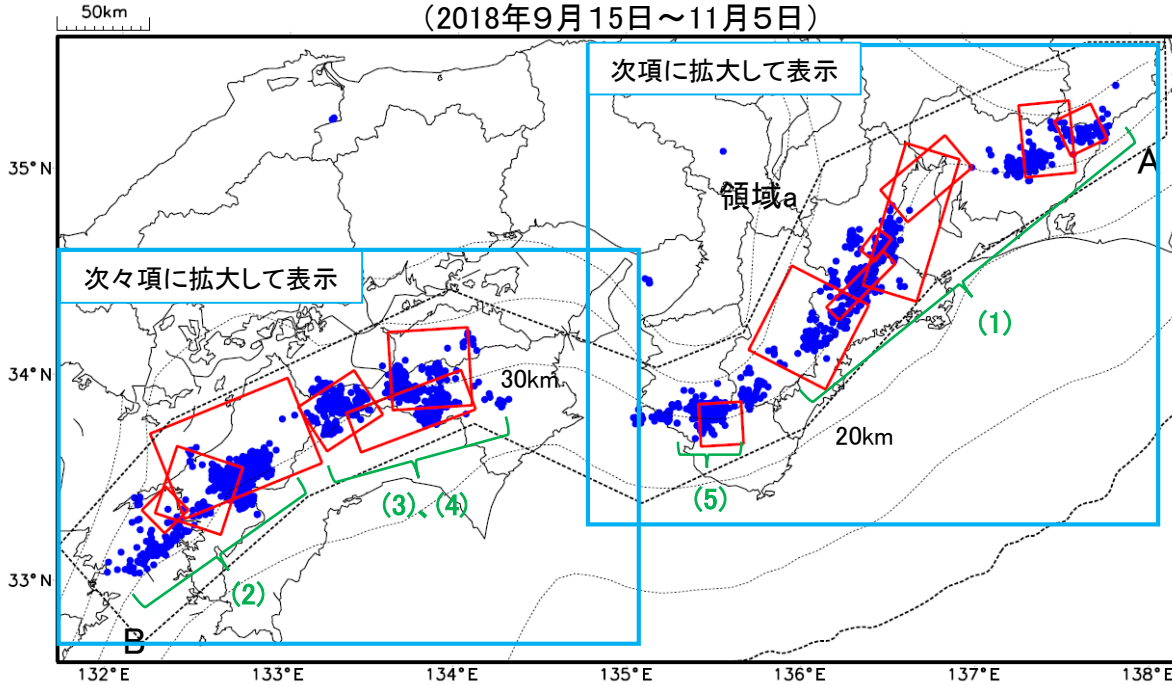 50km
(2018年9月15日～11月5日)
次項に拡大して表示
35°N
A
領域a
次々項に拡大して表示
(1)
34°N
30km
20km
(5)
(3)、(4)
33°N
(2)
B
132°E
133°E
134°E
135°E
136°E
137°E
138°E